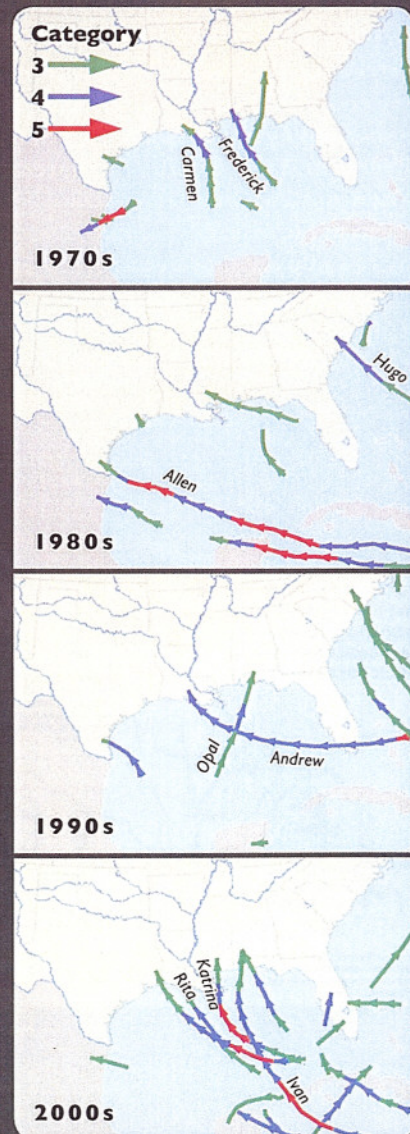 Category
3
4
5
Carmen
Frederick
1970s
Hugo
Allen
1980s
Opal
Andrew
1990s
Katrina
Rita
Ivan
2000s